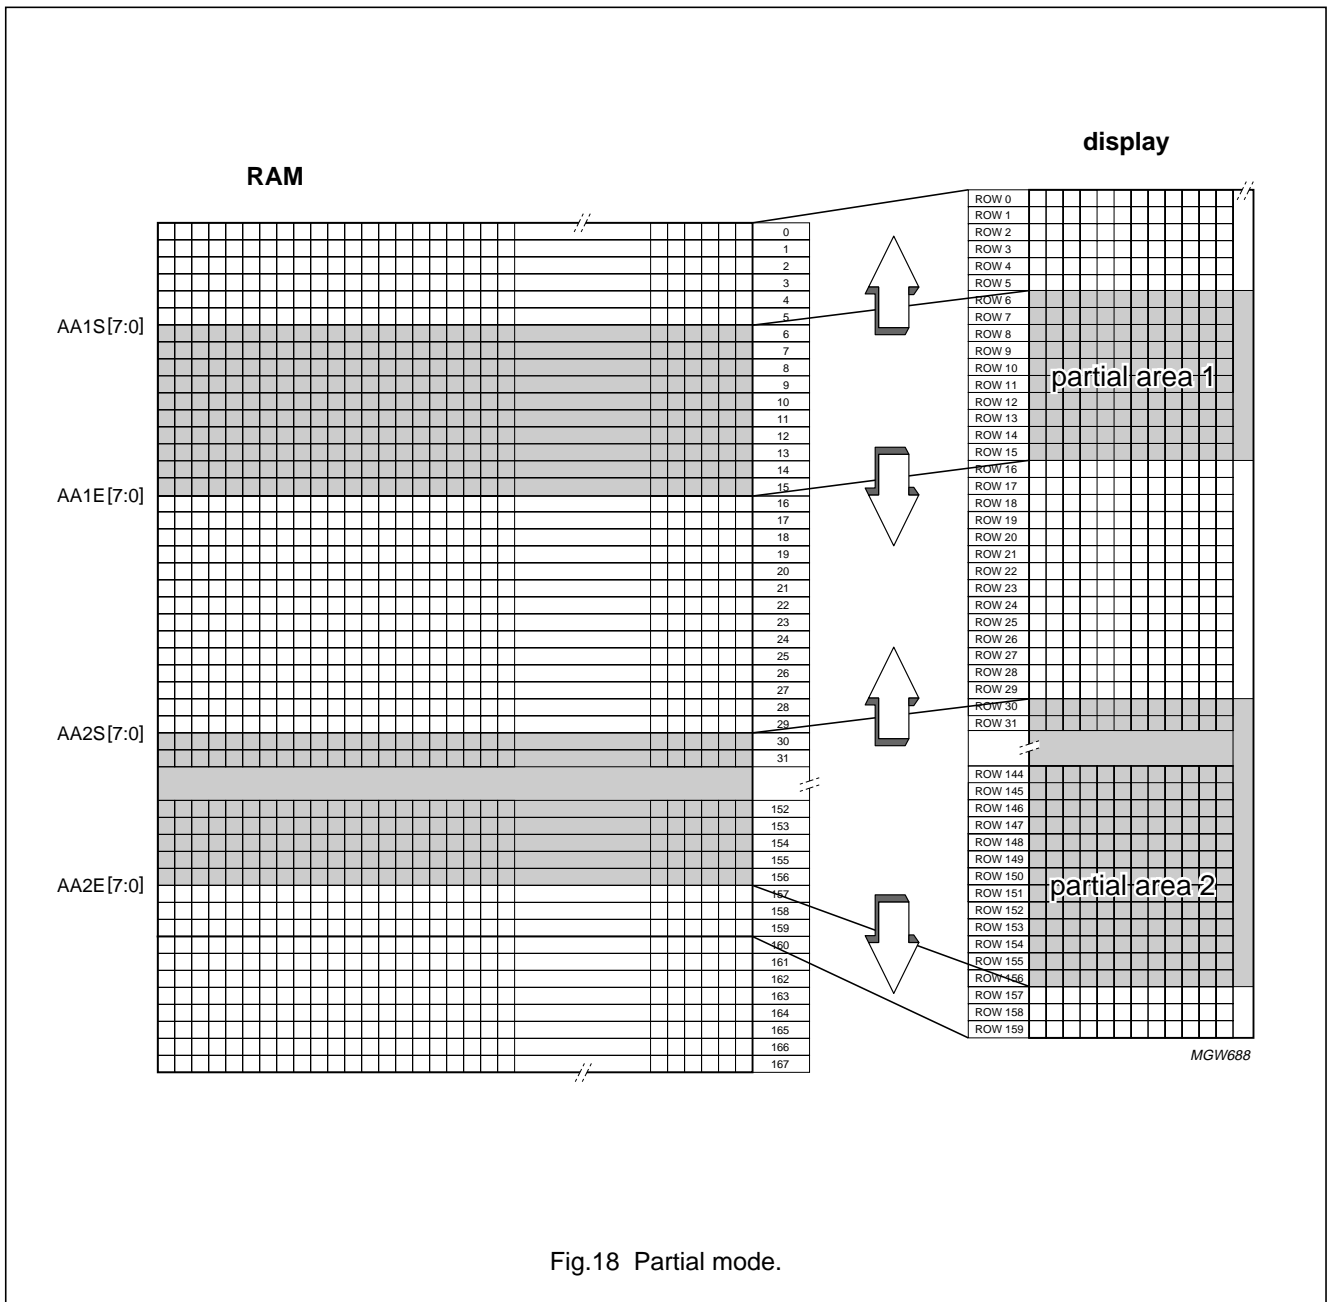 display
RAM
0
1
2
3
4
5
6
7
8
9
10
11
12
13
14
15
16
17
18
19
20
21
22
23
24
25
26
27
28
29
30
31
152
153
154
155
156
157
158
159
160
161
162
163
164
165
166
167
AA1S[7:0]
AA1E[7:0]
AA2S[7:0]
AA2E[7:0]
ROW 0
ROW 1
ROW 2
ROW 3
ROW 4
ROW 5
ROW 6
ROW 7
ROW 8
ROW 9
ROW 10
ROW 11
ROW 12
ROW 13
ROW 14
ROW 15
ROW 16
ROW 17
ROW 18
ROW 19
ROW 20
ROW 21
ROW 22
ROW 23
ROW 24
ROW 25
ROW 26
ROW 27
ROW 28
ROW 29
ROW 30
ROW 31
ROW 144
ROW 145
ROW 146
ROW 147
ROW 148
ROW 149
ROW 150
ROW 151
ROW 152
ROW 153
ROW 154
ROW 155
ROW 156
ROW 157
ROW 158
ROW 159
partial area 1
partial area 2
MGW688
Fig.18 Partial mode.